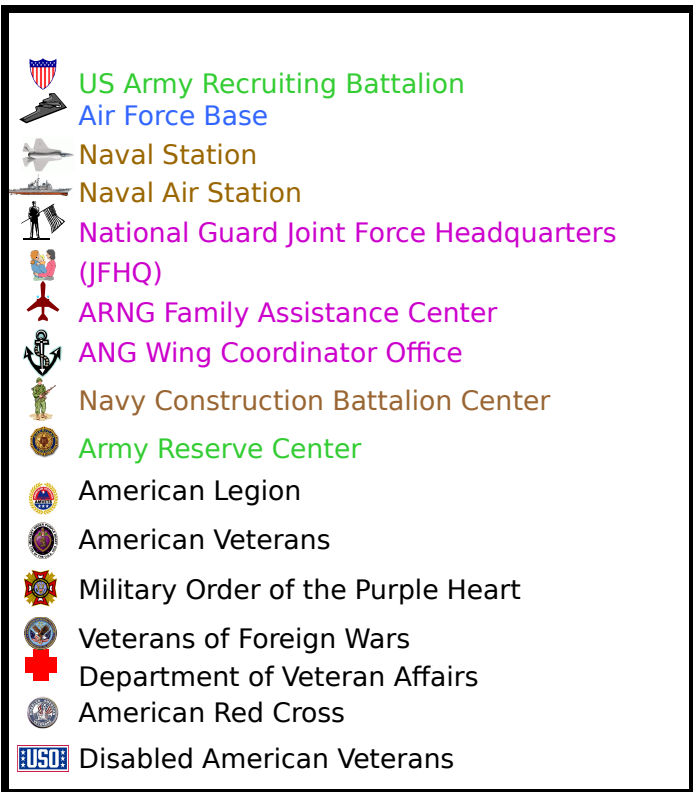 US Army Recruiting Battalion
Air Force Base
Naval Station
Naval Air Station
National Guard Joint Force Headquarters
(JFHQ)
ARNG Family Assistance Center
ANG Wing Coordinator Office
Navy Construction Battalion Center
Army Reserve Center
American Legion
American Veterans
Military Order of the Purple Heart
Veterans of Foreign Wars
Department of Veteran Affairs
American Red Cross
USO Disabled American Veterans